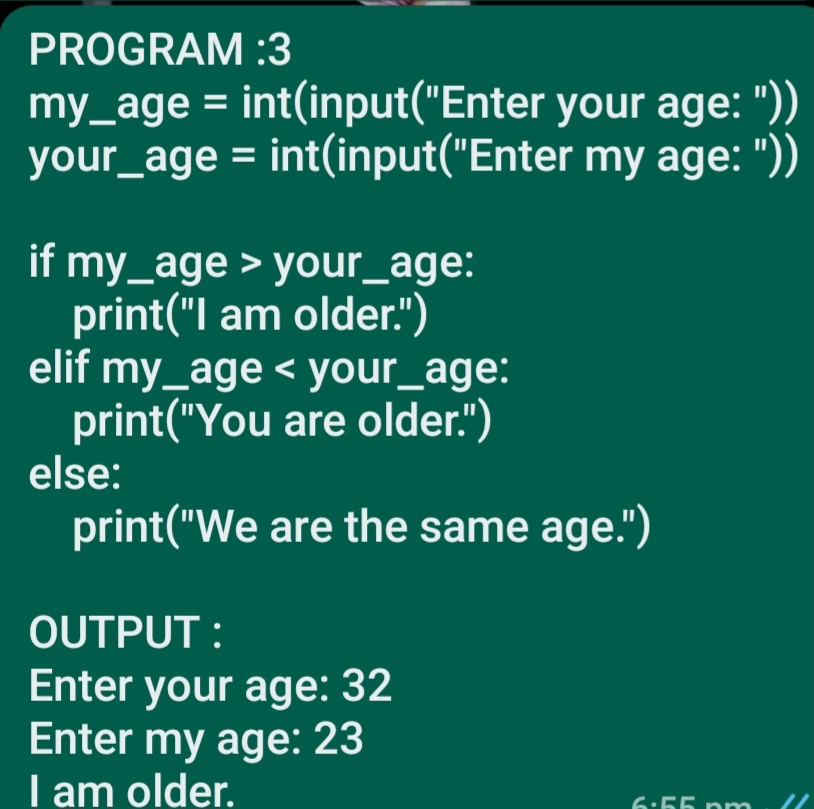 PROGRAM :3
my_age = int(input("Enter your age: "))
your_age = int(input("Enter my age: "))
if my_age > your_age:
    print("I am older.")
elif my_age < your_age:
    print("You are older.")
else:
    print("We are the same age.")
OUTPUT :
Enter your age: 32
Enter my age: 23
I am older.
6:55 pm